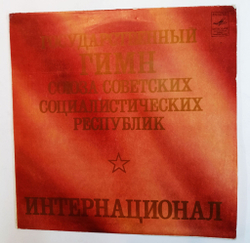 ГОСУДАРСТВЕННЫЙ
ГИМН
СОЮЗА СОВЕТСКИХ
СОЦИАЛИСТИЧЕСКИХ
РЕСПУБЛИК
ИНТЕРНАЦИОНАЛ